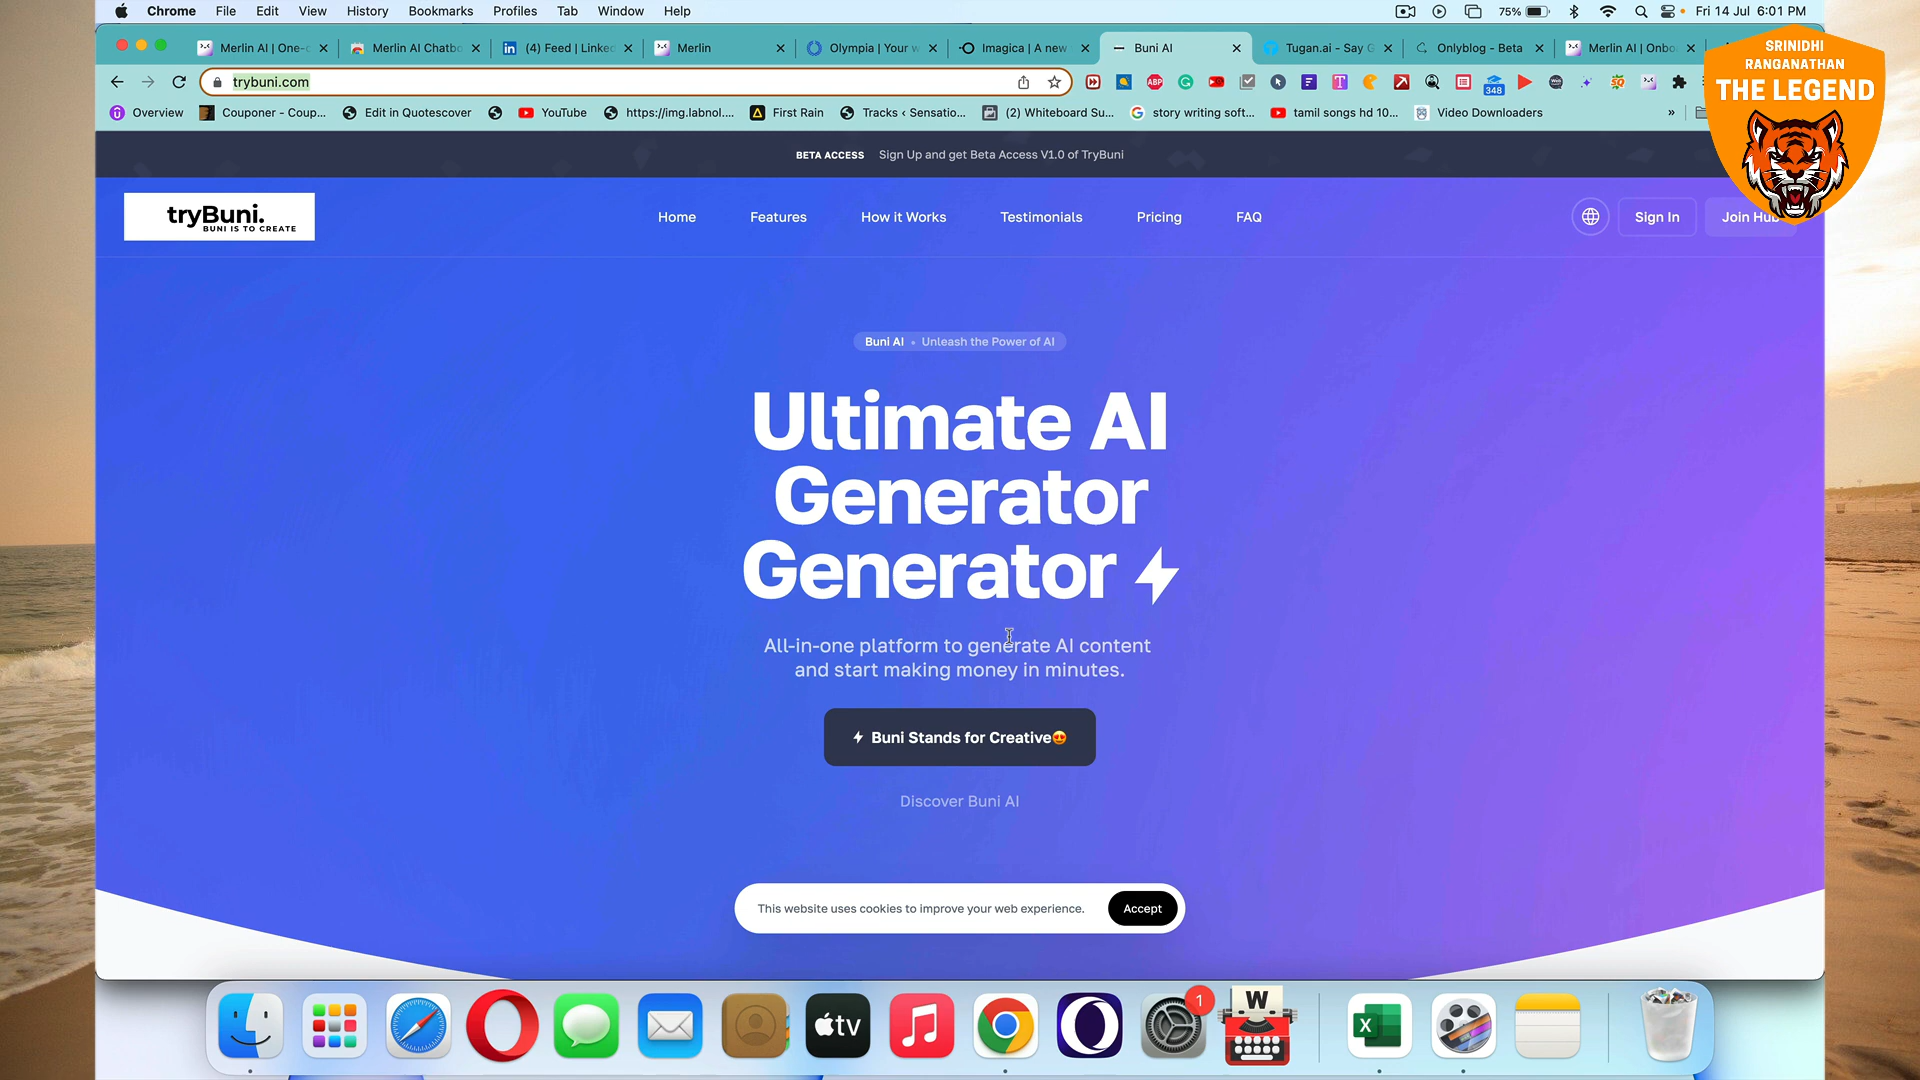 Chrome File Edit View History Bookmarks Profiles Tab Window Help
75% Fri 14 Jul 6:01 PM
Merlin AI | One-c
Merlin AI Chatbo
(4) Feed | Linked
Merlin
Olympia | Your w
Imagica | A new
Buni AI
Tugan.ai - Say G
Onlyblog - Beta
Merlin AI | Onbo
trybuni.com
ABP
348
Overview
Couponer - Coup...
Edit in Quotescover
YouTube
https://img.labnol....
First Rain
Tracks ‹ Sensatio...
(2) Whiteboard Su...
story writing soft...
tamil songs hd 10...
Video Downloaders
»
SRINIDHI
RANGANATHAN
THE LEGEND
BETA ACCESS Sign Up and get Beta Access V1.0 of TryBuni
tryBuni.
BUNI IS TO CREATE
Home Features How it Works Testimonials Pricing FAQ
Sign In
Join Hub
Buni AI • Unleash the Power of AI
Ultimate AI
Generator
Generator
All-in-one platform to generate AI content
and start making money in minutes.
Buni Stands for Creative😍
Discover Buni AI
This website uses cookies to improve your web experience.
Accept
tv
1
W
X